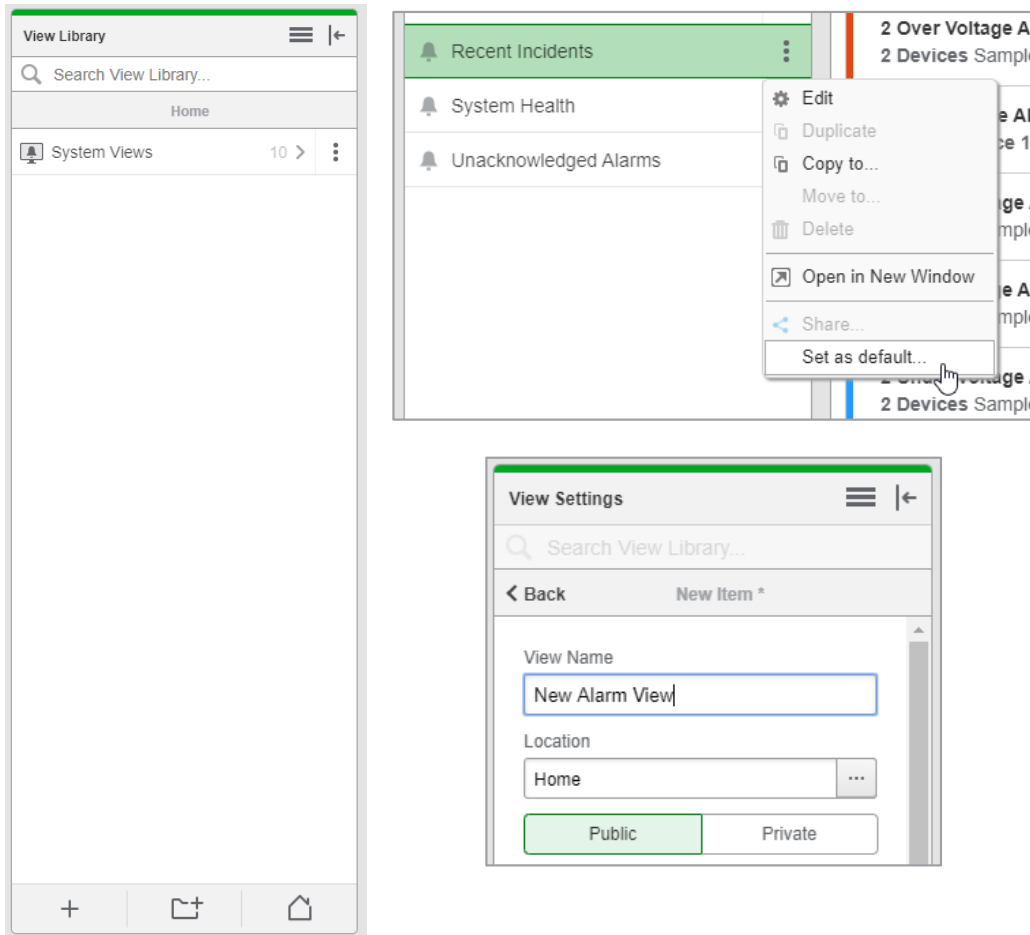 View Library
Search View Library...
Home
System Views 10
Recent Incidents
System Health
Unacknowledged Alarms
Edit
Duplicate
Copy to...
Move to...
Delete
Open in New Window
Share...
Set as default...
2 Over Voltage A
2 Devices Sampl
2 Devices Sampl
View Settings
Search View Library...
Back New Item *
View Name
New Alarm View
Location
Home ...
Public Private